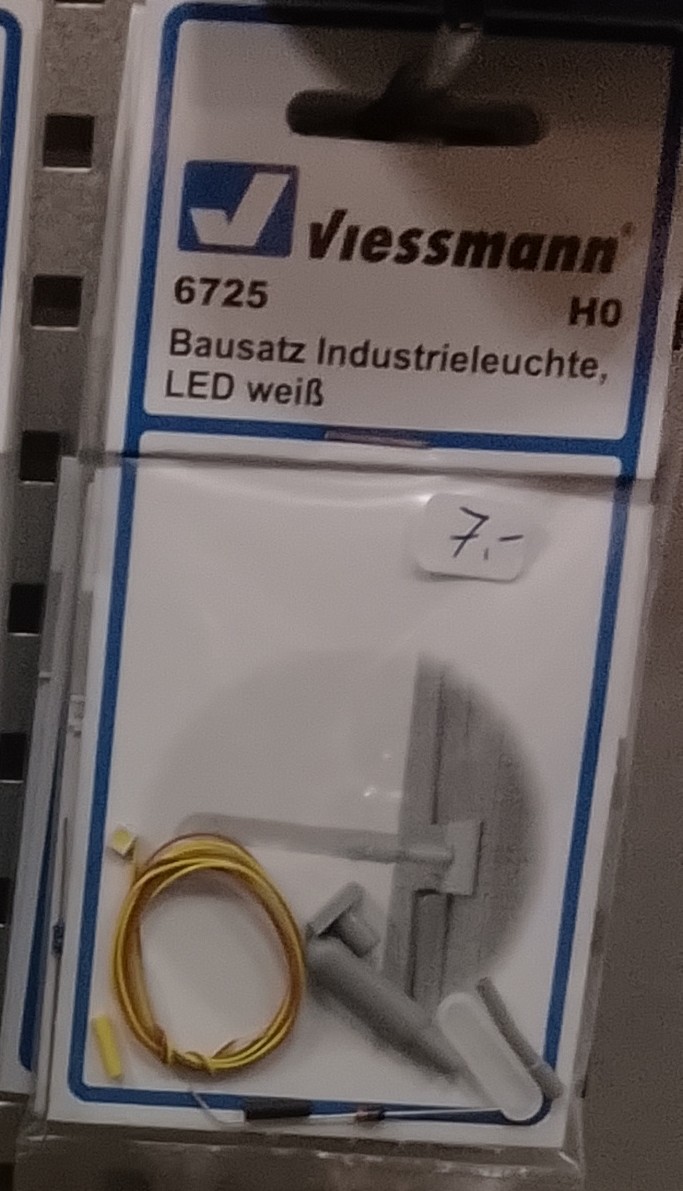 Viessmann®
6725
H0
Bausatz Industrieleuchte,
LED weiß
7,-